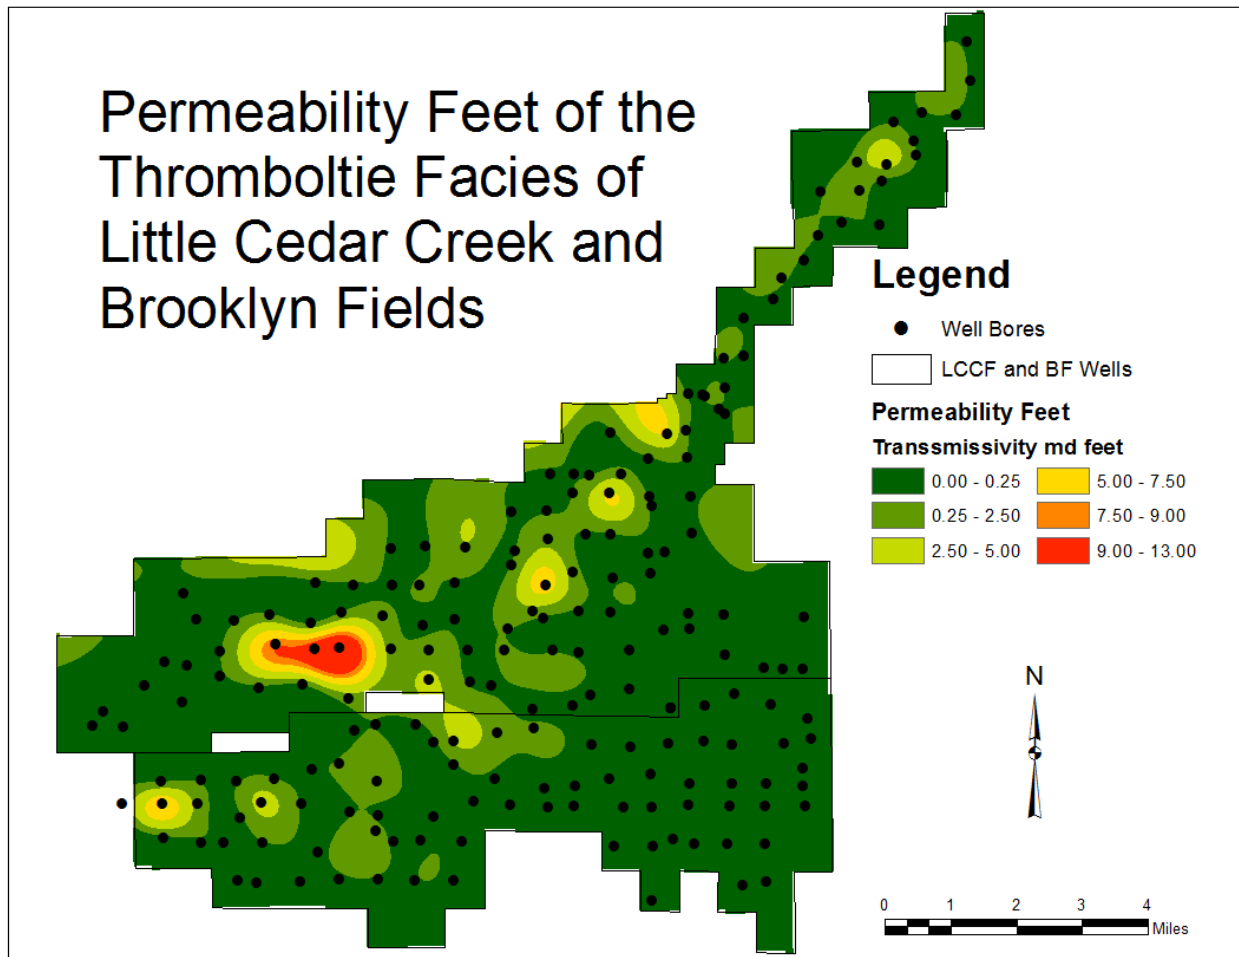 Permeability Feet of the
Thromboltie Facies of
Little Cedar Creek and
Brooklyn Fields
Legend
Well Bores
LCCF and BF Wells
Permeability Feet
Transsmissivity md feet
0.00 - 0.25 5.00 - 7.50
0.25 - 2.50 7.50 - 9.00
2.50 - 5.00 9.00 - 13.00
N
0 1 2 3 4
Miles